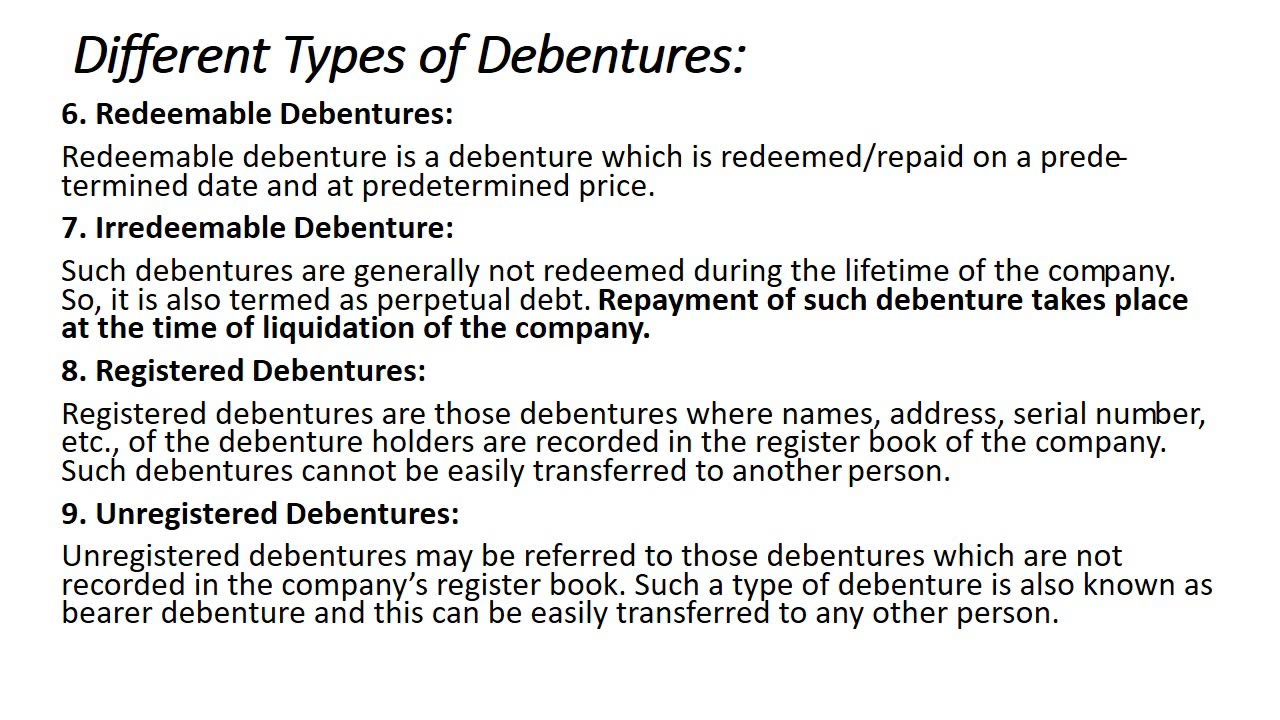 Different Types of Debentures:
6. Redeemable Debentures:
Redeemable debenture is a debenture which is redeemed/repaid on a prede-
termined date and at predetermined price.
7. Irredeemable Debenture:
Such debentures are generally not redeemed during the lifetime of the company.
So, it is also termed as perpetual debt. Repayment of such debenture takes place
at the time of liquidation of the company.
8. Registered Debentures:
Registered debentures are those debentures where names, address, serial number,
etc., of the debenture holders are recorded in the register book of the company.
Such debentures cannot be easily transferred to another person.
9. Unregistered Debentures:
Unregistered debentures may be referred to those debentures which are not
recorded in the company’s register book. Such a type of debenture is also known as
bearer debenture and this can be easily transferred to any other person.